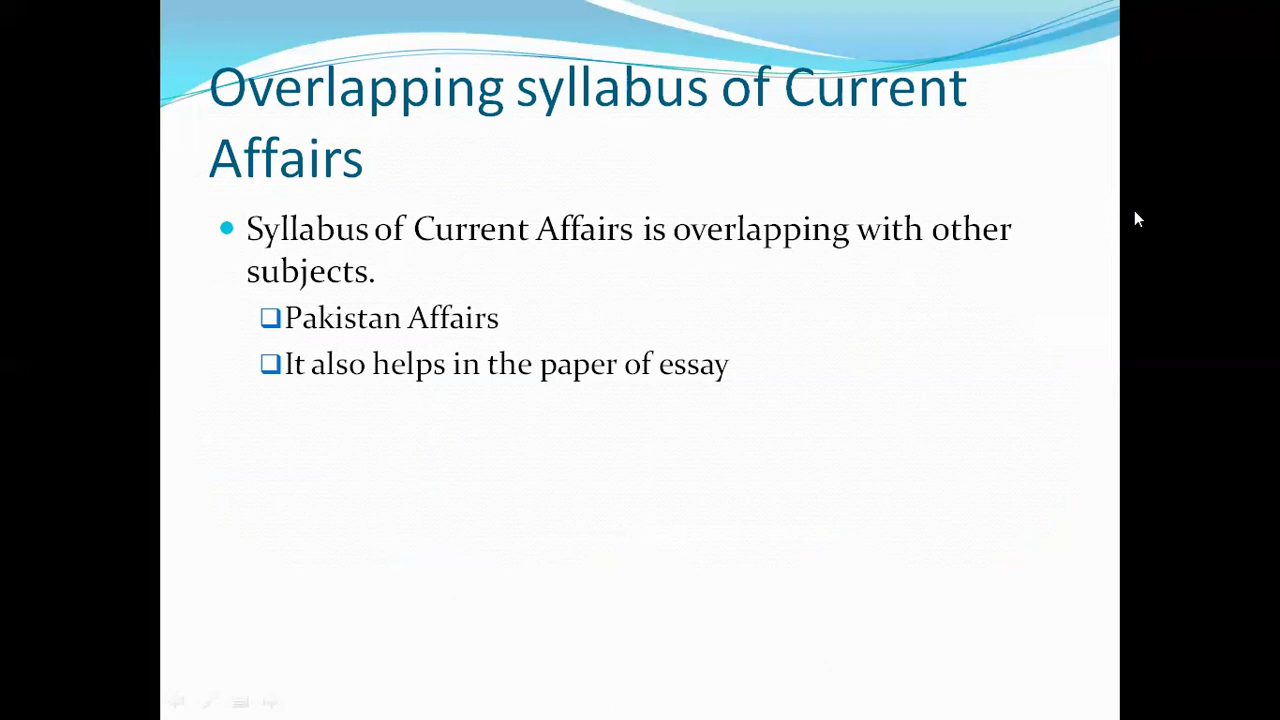 Overlapping syllabus of Current
Affairs
Syllabus of Current Affairs is overlapping with other
subjects.
Pakistan Affairs
It also helps in the paper of essay